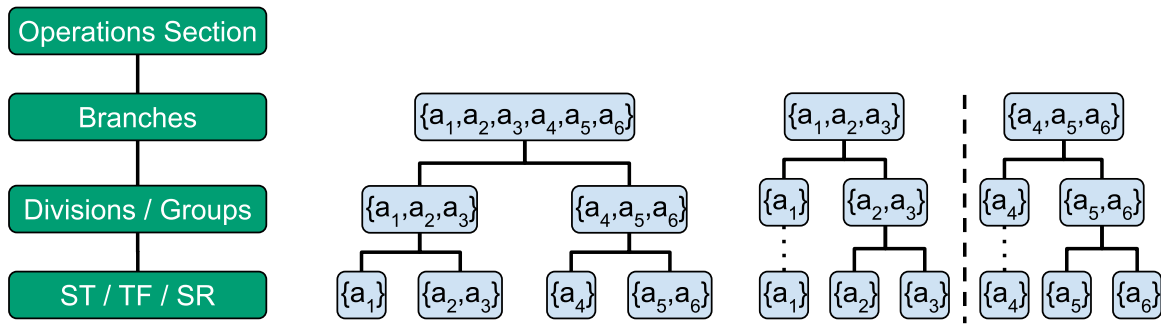 Operations Section
Branches
{a₁,a₂,a₃,a₄,a₅,a₆}
{a₁,a₂,a₃}
{a₄,a₅,a₆}
Divisions / Groups
{a₁,a₂,a₃}
{a₄,a₅,a₆}
{a₁}
{a₂,a₃}
{a₄}
{a₅,a₆}
ST / TF / SR
{a₁}
{a₂,a₃}
{a₄}
{a₅,a₆}
{a₁}
{a₂}
{a₃}
{a₄}
{a₅}
{a₆}